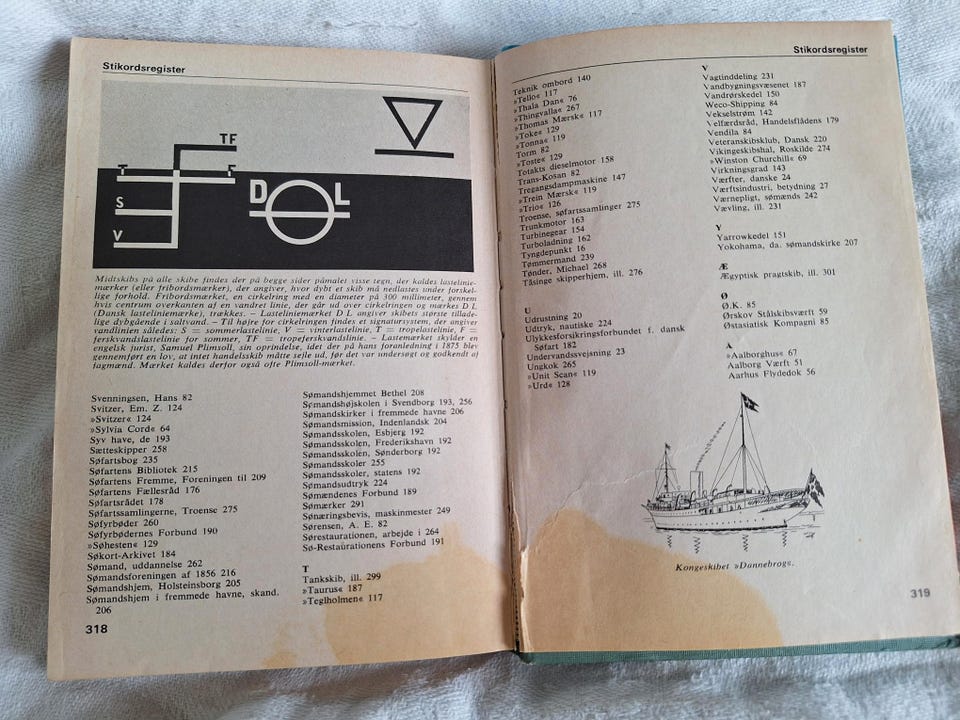 Stikordsregister
TF
T
F
S
V
D L
Midtskibs på alle skibe findes der på begge sider påmalet visse tegn, der kaldes lastelinie-
mærker (eller fribordsmærker), der angiver, hvor dybt et skib må nedlastes under forskel-
lige forhold. Fribordsmærket, en cirkelring med en diameter på 300 millimeter, gennem
hvis centrum overkanten af en vandret linie, der går ud over cirkelringen og mærkes D L
(Dansk lasteliniemærke), trækkes. – Lasteliniemærket D L angiver skibets største tillade-
lige dybgående i saltvand. – Til højre for cirkelringen findes et signatursystem, der angiver
vandlinien således: S = sommerlastelinie, V = vinterlastelinie, T = tropelastelinie, F =
ferskvandslastelinie for sommer, TF = tropeferskvandslinie. – Lastemærket skylder en
engelsk jurist, Samuel Plimsoll, sin oprindelse, idet der på hans foranledning i 1875 blev
gennemført en lov, at intet handelsskib måtte sejle ud, før det var undersøgt og godkendt af
fagmænd. Mærket kaldes derfor også ofte Plimsoll-mærket.
Svenningsen, Hans 82
Svitzer, Em. Z. 124
»Svitzer« 124
»Sylvia Cord« 64
Syv have, de 193
Sætteskipper 258
Søfartsbog 235
Søfartens Bibliotek 215
Søfartens Fremme, Foreningen til 209
Søfartens Fællesråd 176
Søfartsrådet 178
Søfartssamlingerne, Troense 275
Søfyrbøder 260
Søfyrbødernes Forbund 190
»Søhesten« 129
Søkort-Arkivet 184
Sømand, uddannelse 262
Sømandsforeningen af 1856 216
Sømandshjem, Holsteinsborg 205
Sømandshjem i fremmede havne, skand.
206
Sømandshjemmet Bethel 208
Sømandshøjskolen i Svendborg 193, 256
Sømandskirker i fremmede havne 206
Sømandsmission, Indenlandsk 204
Sømandsskolen, Esbjerg 192
Sømandsskolen, Frederikshavn 192
Sømandsskolen, Sønderborg 192
Sømandsskoler 255
Sømandsskoler, statens 192
Sømandsudtryk 224
Sømændenes Forbund 189
Sømærker 291
Sønæringsbevis, maskinmester 249
Sørensen, A. E. 82
Sørestaurationen, arbejde i 264
Sø-Restaurationens Forbund 191
T
Tankskib, ill. 299
»Taurus« 187
»Teglholmen« 117
318
Stikordsregister
Teknik ombord 140
»Tello« 117
»Thala Dan« 76
»Thingvalla« 267
»Thomas Mærsk« 117
»Toke« 129
»Tonna« 119
Torm 82
»Toste« 129
Totakts dieselmotor 158
Trans-Kosan 82
Tregangsdampmaskine 147
»Trein Mærsk« 119
»Trio« 126
Troense, søfartssamlinger 275
Trunkmotor 163
Turbinegear 154
Turboladning 162
Tyngdepunkt 16
Tømmermand 239
Tønder, Michael 268
Tåsinge skipperhjem, ill. 276
U
Udrustning 20
Udtryk, nautiske 224
Ulykkesforsikringsforbundet f. dansk
Søfart 182
Undervandssvejsning 23
Ungkok 265
»Unit Scan« 119
»Urd« 128
V
Vagtinddeling 231
Vandbygningsvæsenet 187
Vandrørskedel 150
Weco-Shipping 84
Vekselstrøm 142
Velfærdsråd, Handelsflådens 179
Vendila 84
Veteranskibsklub, Dansk 220
Vikingeskibshal, Roskilde 274
»Winston Churchill« 69
Virkningsgrad 143
Værfter, danske 24
Værftsindustri, betydning 27
Værnepligt, sømænds 242
Vævling, ill. 231
Y
Yarrowkedel 151
Yokohama, da. sømandskirke 207
Æ
Ægyptisk pragtskib, ill. 301
Ø
Ø.K. 85
Ørskov Stålskibsværft 59
Østasiatisk Kompagni 85
A
»Aalborghus« 67
Aalborg Værft 51
Aarhus Flydedok 56
Kongeskibet »Dannebrog«.
319